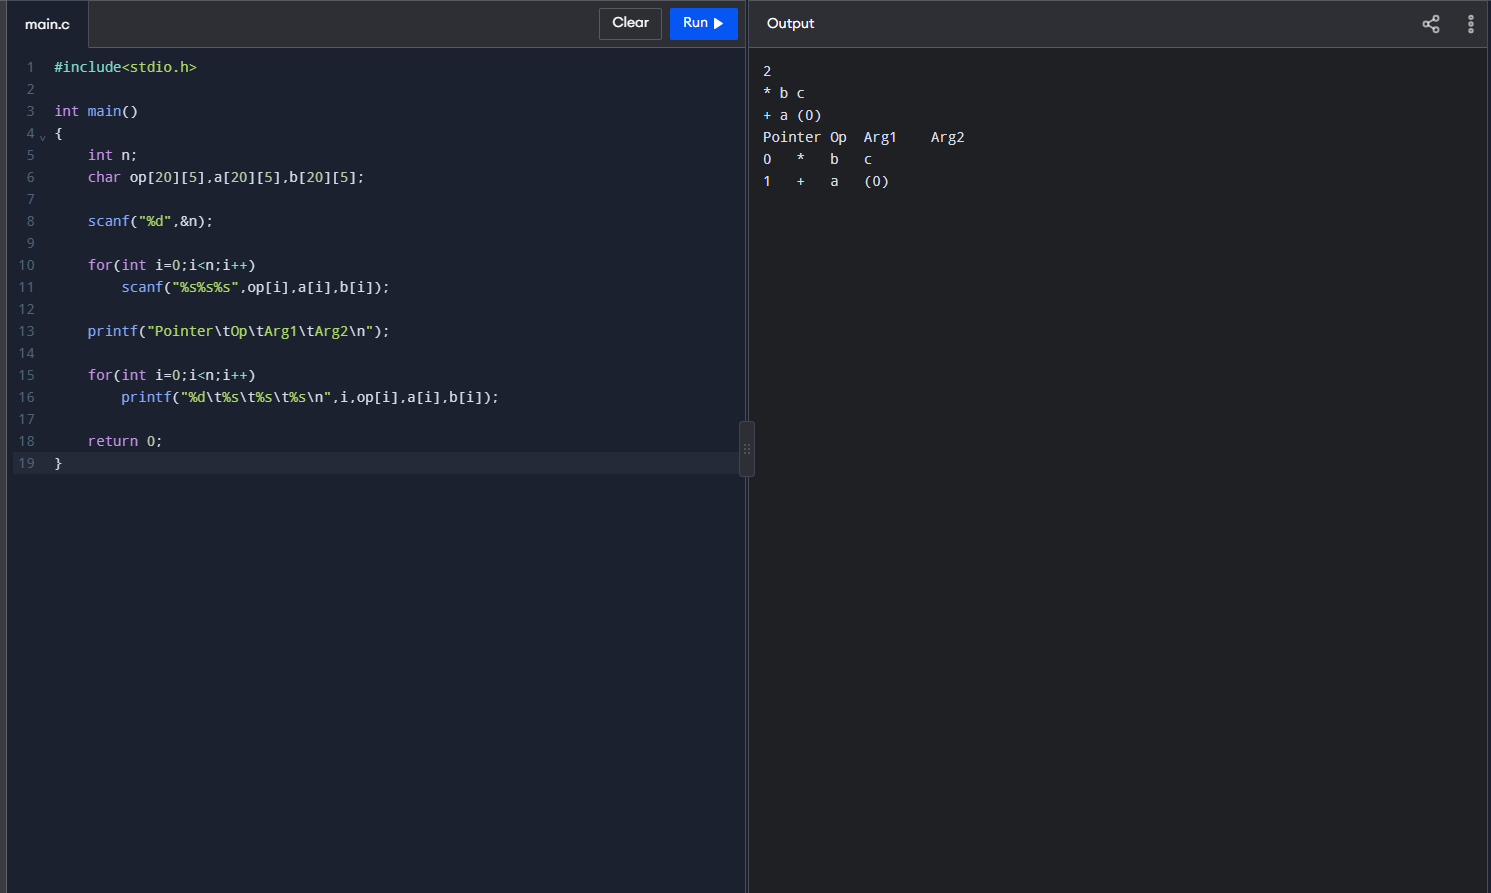 main.c
Clear
Run
1 #include<stdio.h>
2
3 int main()
4 {
5 int n;
6 char op[20][5],a[20][5],b[20][5];
7
8 scanf("%d",&n);
9
10 for(int i=0;i<n;i++)
11 scanf("%s%s%s",op[i],a[i],b[i]);
12
13 printf("Pointer\tOp\tArg1\tArg2\n");
14
15 for(int i=0;i<n;i++)
16 printf("%d\t%s\t%s\t%s\n",i,op[i],a[i],b[i]);
17
18 return 0;
19 }
Output
2
* b c
+ a (0)
Pointer Op Arg1 Arg2
0 * b c
1 + a (0)